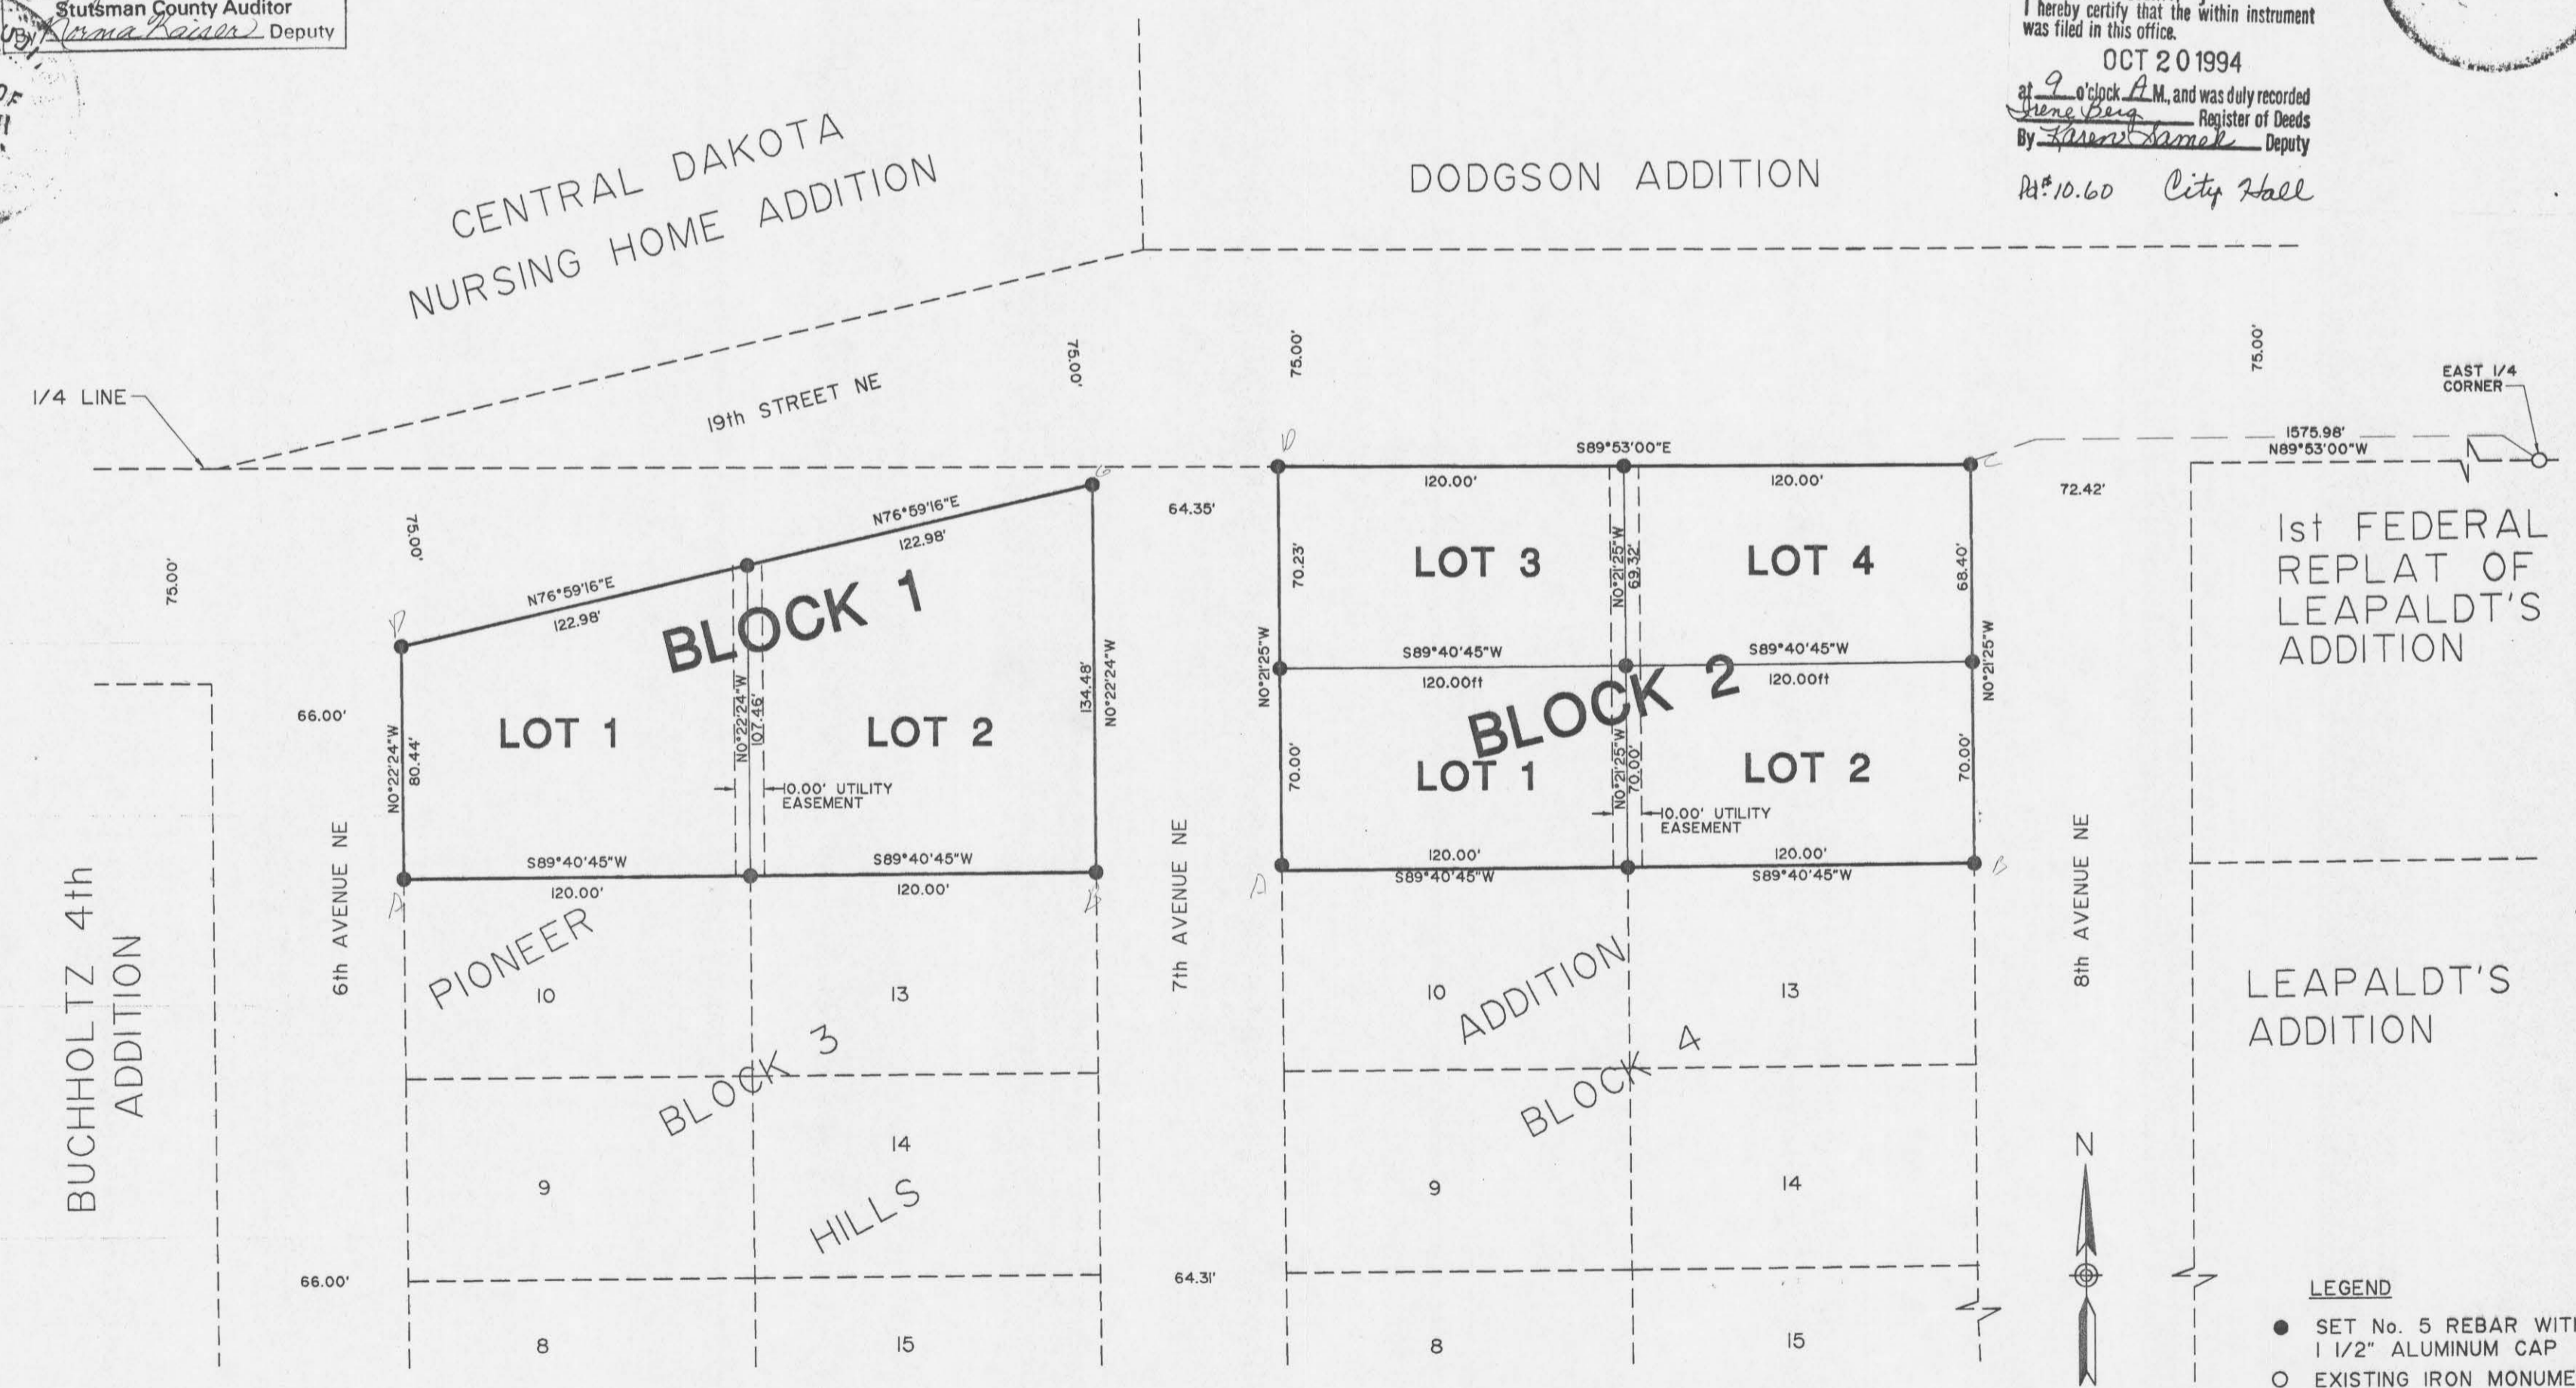 Stutsman County Auditor
By Norma Kaiser Deputy
I hereby certify that the within instrument
was filed in this office.
OCT 20 1994
at 9 o'clock A M., and was duly recorded
Irene Berg Register of Deeds
By Karen Samek Deputy
Pd. $10.60 City Hall
CENTRAL DAKOTA
NURSING HOME ADDITION
DODGSON ADDITION
75.00'
75.00'
75.00'
EAST 1/4
CORNER
1/4 LINE
19th STREET NE
1575.98'
N89°53'00"W
S89°53'00"E
D
C
120.00'
120.00'
72.42'
64.35'
75.00'
75.00'
N76°59'16"E
122.98'
N76°59'16"E
122.98'
D
BLOCK 1
LOT 3
LOT 4
70.23'
N0°21'25"W
69.32'
68.40'
1st FEDERAL
REPLAT OF
LEAPALDT'S
ADDITION
66.00'
N0°22'24"W
80.44'
LOT 1
N0°22'24"W
107.46'
LOT 2
134.48'
N0°22'24"W
N0°21'25"W
S89°40'45"W
120.00ft
S89°40'45"W
120.00ft
N0°21'25"W
BLOCK 2
LOT 1
LOT 2
70.00'
N0°21'25"W
70.00'
70.00'
10.00' UTILITY
EASEMENT
10.00' UTILITY
EASEMENT
S89°40'45"W
120.00'
S89°40'45"W
120.00'
120.00'
S89°40'45"W
120.00'
S89°40'45"W
A
B
A
B
BUCHHOLTZ 4th
ADDITION
6th AVENUE NE
7th AVENUE NE
8th AVENUE NE
PIONEER
10
13
ADDITION
10
13
LEAPALDT'S
ADDITION
BLOCK 3
BLOCK 4
9
14
HILLS
9
14
N
66.00'
64.31'
8
15
8
15
LEGEND
SET No. 5 REBAR WITH
1 1/2" ALUMINUM CAP
EXISTING IRON MONUME